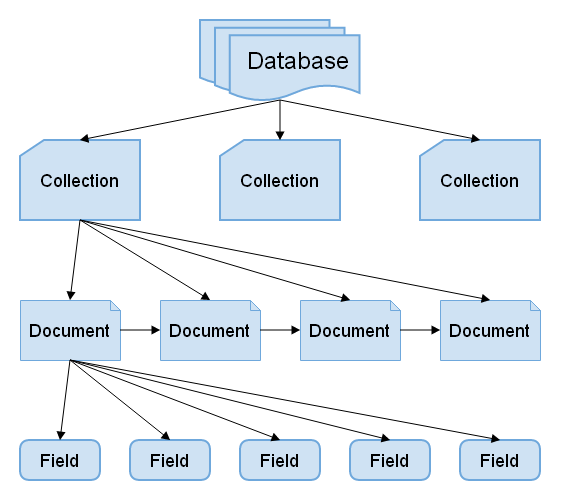 Database
Collection
Collection
Collection
Document
Document
Document
Document
Field
Field
Field
Field
Field